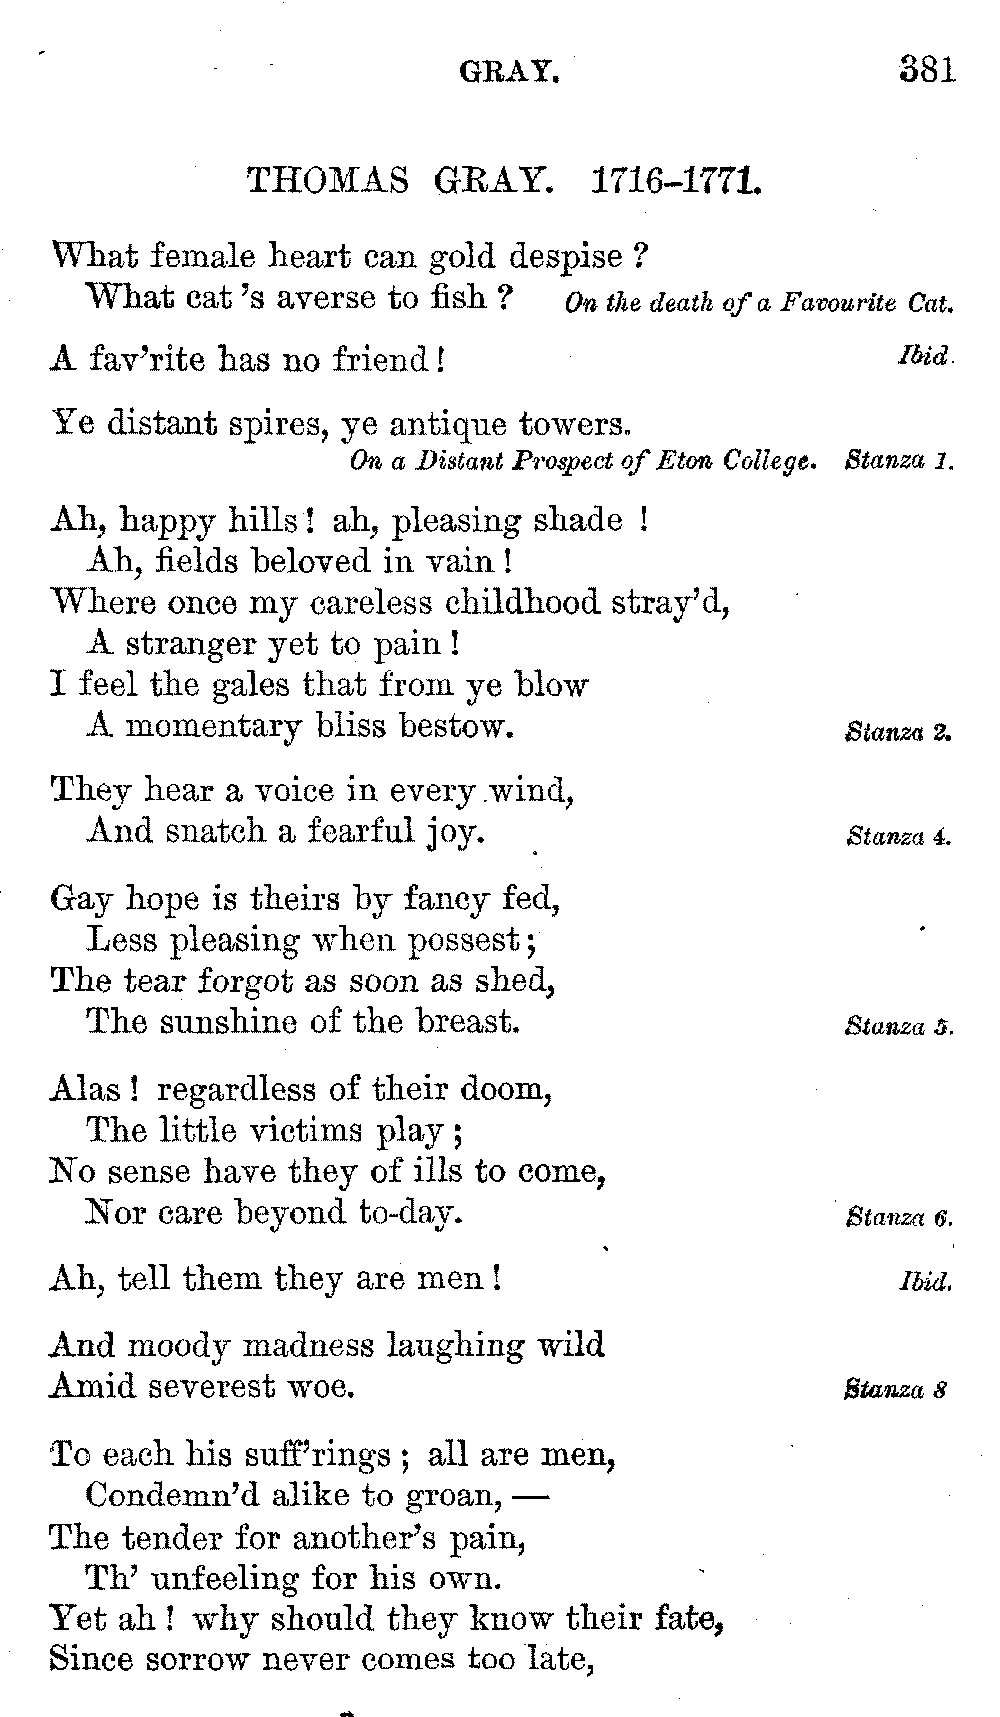 GRAY. 381
THOMAS GRAY. 1716–1771.
What female heart can gold despise ?
What cat 's averse to fish ? On the death of a Favourite Cat.
A fav'rite has no friend ! Ibid.
Ye distant spires, ye antique towers.
On a Distant Prospect of Eton College. Stanza 1.
Ah, happy hills ! ah, pleasing shade !
Ah, fields beloved in vain !
Where once my careless childhood stray'd,
A stranger yet to pain !
I feel the gales that from ye blow
A momentary bliss bestow. Stanza 2.
They hear a voice in every wind,
And snatch a fearful joy. Stanza 4.
Gay hope is theirs by fancy fed,
Less pleasing when possest ;
The tear forgot as soon as shed,
The sunshine of the breast. Stanza 5.
Alas ! regardless of their doom,
The little victims play ;
No sense have they of ills to come,
Nor care beyond to-day. Stanza 6.
Ah, tell them they are men ! Ibid.
And moody madness laughing wild
Amid severest woe. Stanza 8
To each his suff'rings ; all are men,
Condemn'd alike to groan, —
The tender for another's pain,
Th' unfeeling for his own.
Yet ah ! why should they know their fate,
Since sorrow never comes too late,